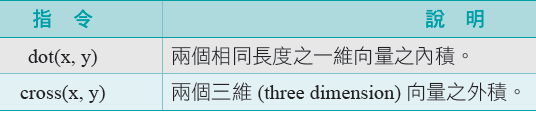 指 令 說 明
dot(x, y) 兩個相同長度之一維向量之內積。
cross(x, y) 兩個三維 (three dimension) 向量之外積。